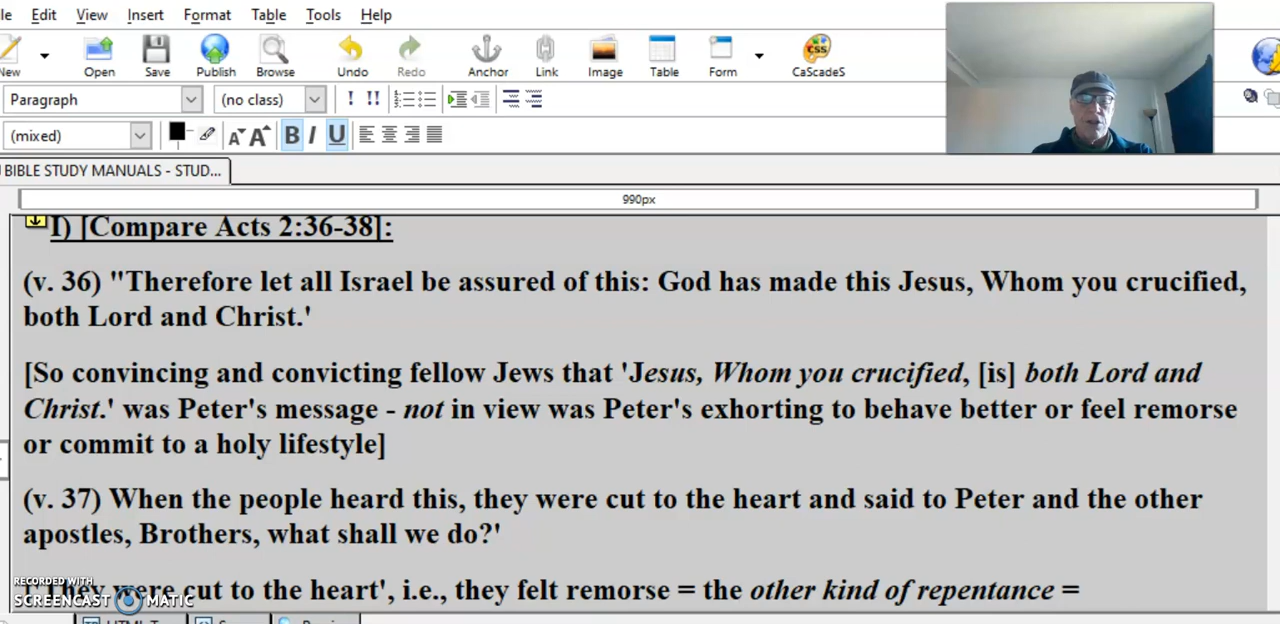 le Edit View Insert Format Table Tools Help
New Open Save Publish Browse Undo Redo Anchor Link Image Table Form CaScadeS
Paragraph (no class) ! !!
(mixed) A A B I U
BIBLE STUDY MANUALS - STUD...
990px
I) [Compare Acts 2:36-38]:
(v. 36) "Therefore let all Israel be assured of this: God has made this Jesus, Whom you crucified,
both Lord and Christ.'
[So convincing and convicting fellow Jews that 'Jesus, Whom you crucified, [is] both Lord and
Christ.' was Peter's message - not in view was Peter's exhorting to behave better or feel remorse
or commit to a holy lifestyle]
(v. 37) When the people heard this, they were cut to the heart and said to Peter and the other
apostles, Brothers, what shall we do?'
They were cut to the heart', i.e., they felt remorse = the other kind of repentance =
RECORDED WITH
SCREENCAST MATIC